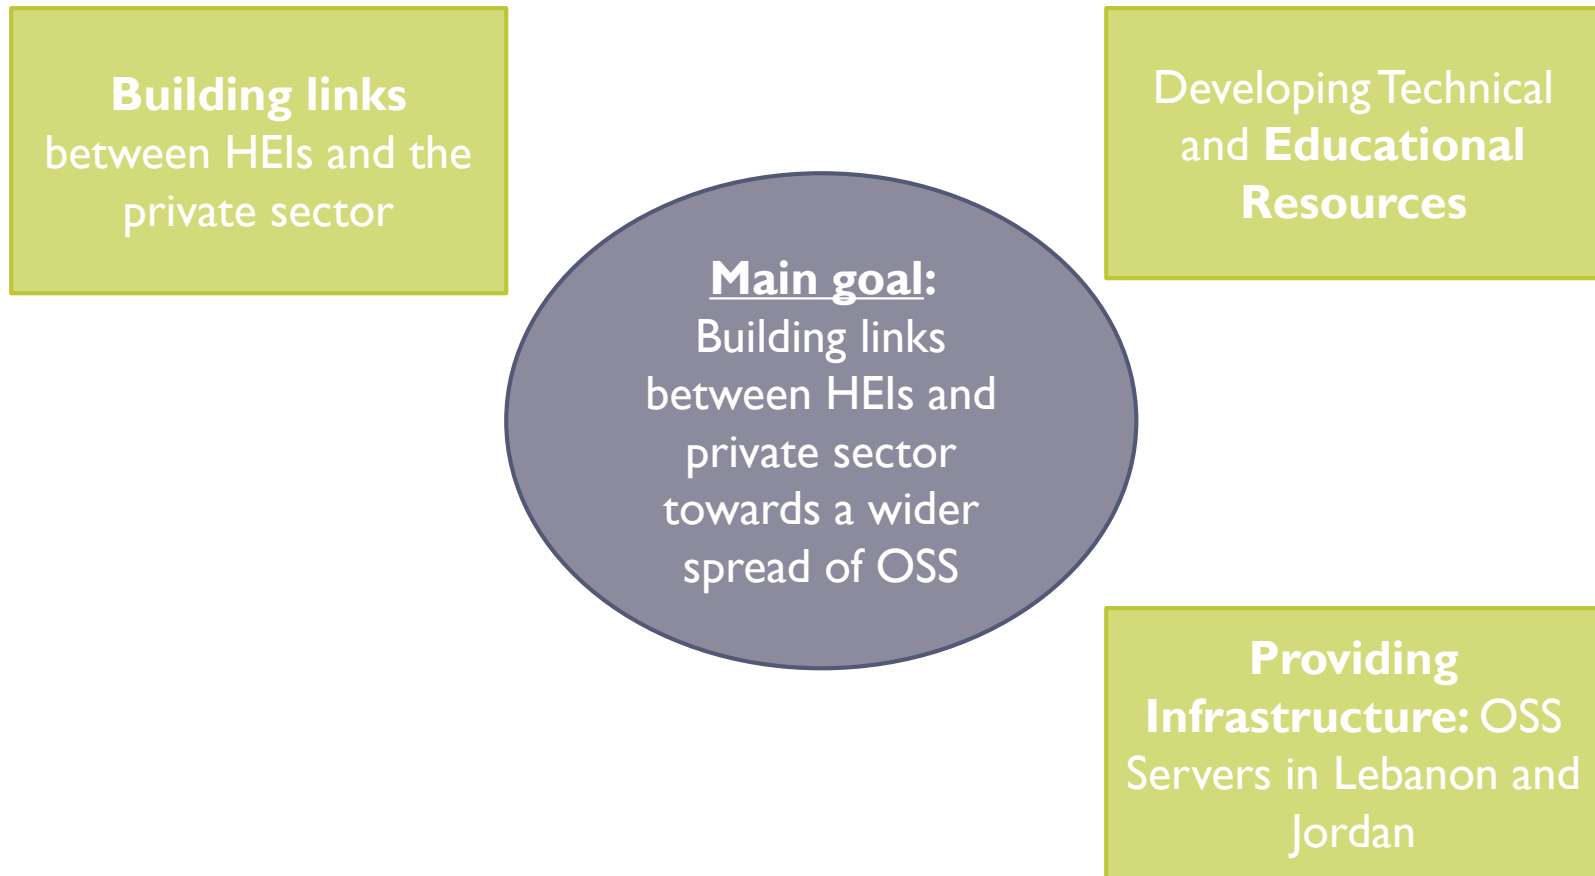 Building links
between HEIs and the
private sector
Developing Technical
and Educational
Resources
Main goal:
Building links
between HEIs and
private sector
towards a wider
spread of OSS
Providing
Infrastructure: OSS
Servers in Lebanon and
Jordan